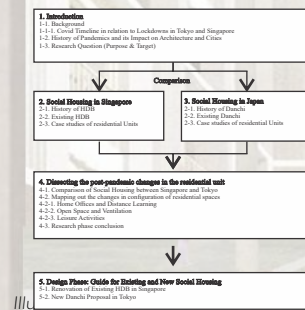 1. Introduction
1-1. Background
1-1-1. Covid Timeline in relation to Lockdowns in Tokyo and Singapore
1-2. History of Pandemics and its Impact on Architecture and Cities
1-3. Research Question (Purpose & Target)
Comparison
2. Social Housing in Singapore
2-1. History of HDB
2-2. Existing HDB
2-3. Case studies of residential Units
3. Social Housing in Japan
2-1. History of Danchi
2-2. Existing Danchi
2-3. Case studies of residential Units
4. Dissecting the post-pandemic changes in the residential unit
4-1. Comparison of Social Housing between Singapore and Tokyo
4-2. Mapping out the changes in configuration of residential spaces
4-2-1. Home Offices and Distance Learning
4-2-2. Open Space and Ventilation
4-2-3. Leisure Activities
4-3. Research phase conclusion
5. Design Phase: Guide for Existing and New Social Housing
5-1. Renovation of Existing HDB in Singapore
5-2. New Danchi Proposal in Tokyo